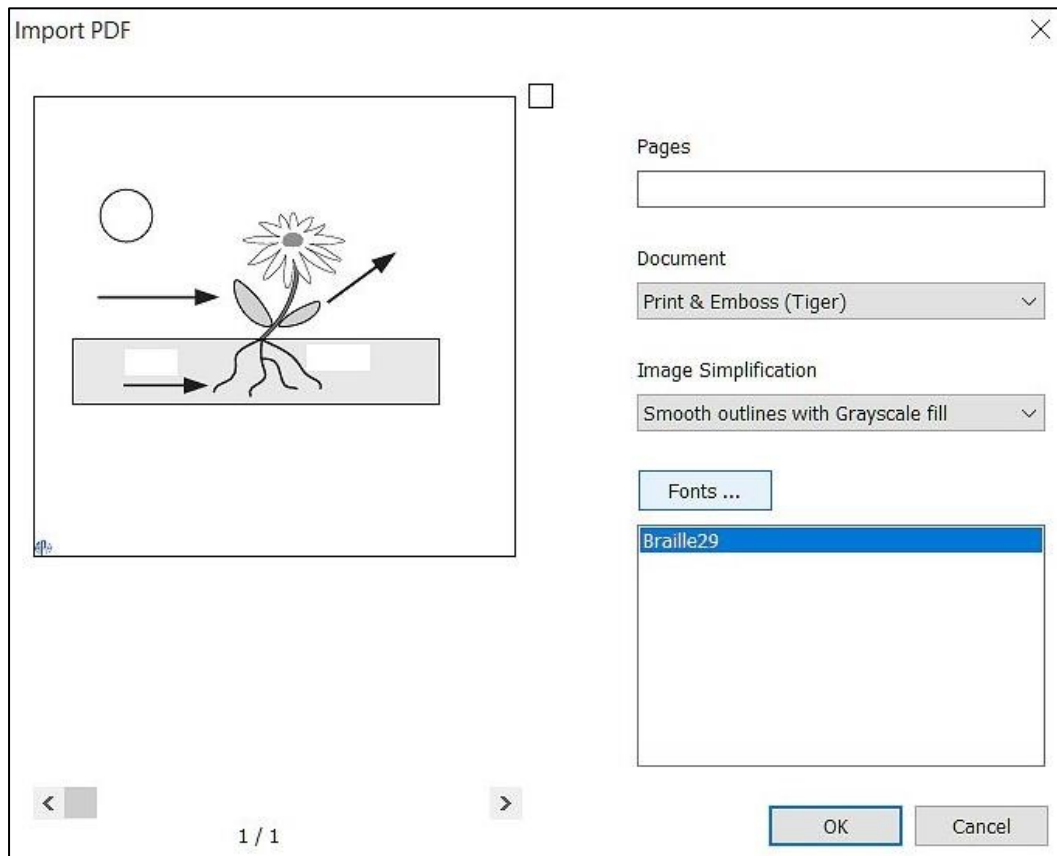 Import PDF
Pages
Document
Print & Emboss (Tiger)
Image Simplification
Smooth outlines with Grayscale fill
Fonts ...
Braille29
1 / 1
OK
Cancel